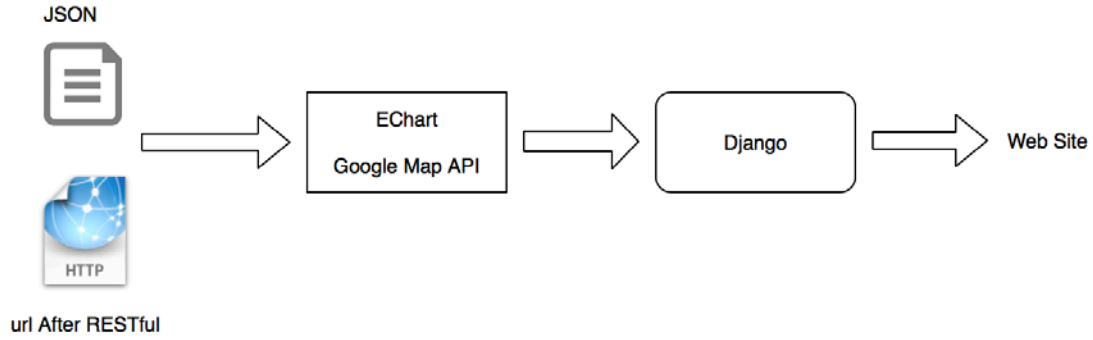 JSON
HTTP
url After RESTful
EChart
Google Map API
Django
Web Site